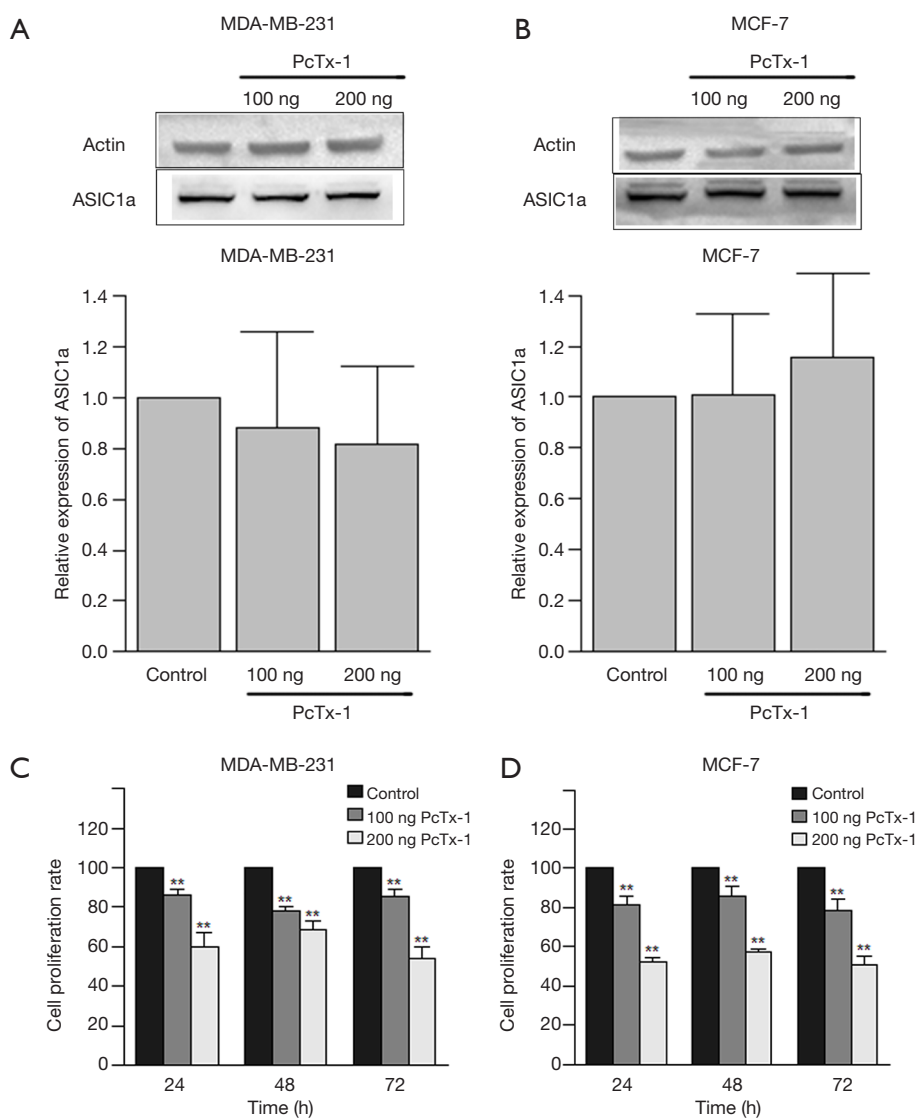 A
MDA-MB-231
PcTx-1
100 ng 200 ng
Actin
ASIC1a
MDA-MB-231
1.4
1.2
1.0
0.8
0.6
0.4
0.2
0.0
Relative expression of ASIC1a
Control 100 ng 200 ng
PcTx-1
B
MCF-7
PcTx-1
100 ng 200 ng
Actin
ASIC1a
MCF-7
1.4
1.2
1.0
0.8
0.6
0.4
0.2
0.0
Relative expression of ASIC1a
Control 100 ng 200 ng
PcTx-1
C
MDA-MB-231
Control
100 ng PcTx-1
200 ng PcTx-1
120
100
80
60
40
20
0
Cell proliferation rate
** ** ** ** ** **
24 48 72
Time (h)
D
MCF-7
Control
100 ng PcTx-1
200 ng PcTx-1
120
100
80
60
40
20
0
Cell proliferation rate
** ** ** ** ** **
24 48 72
Time (h)